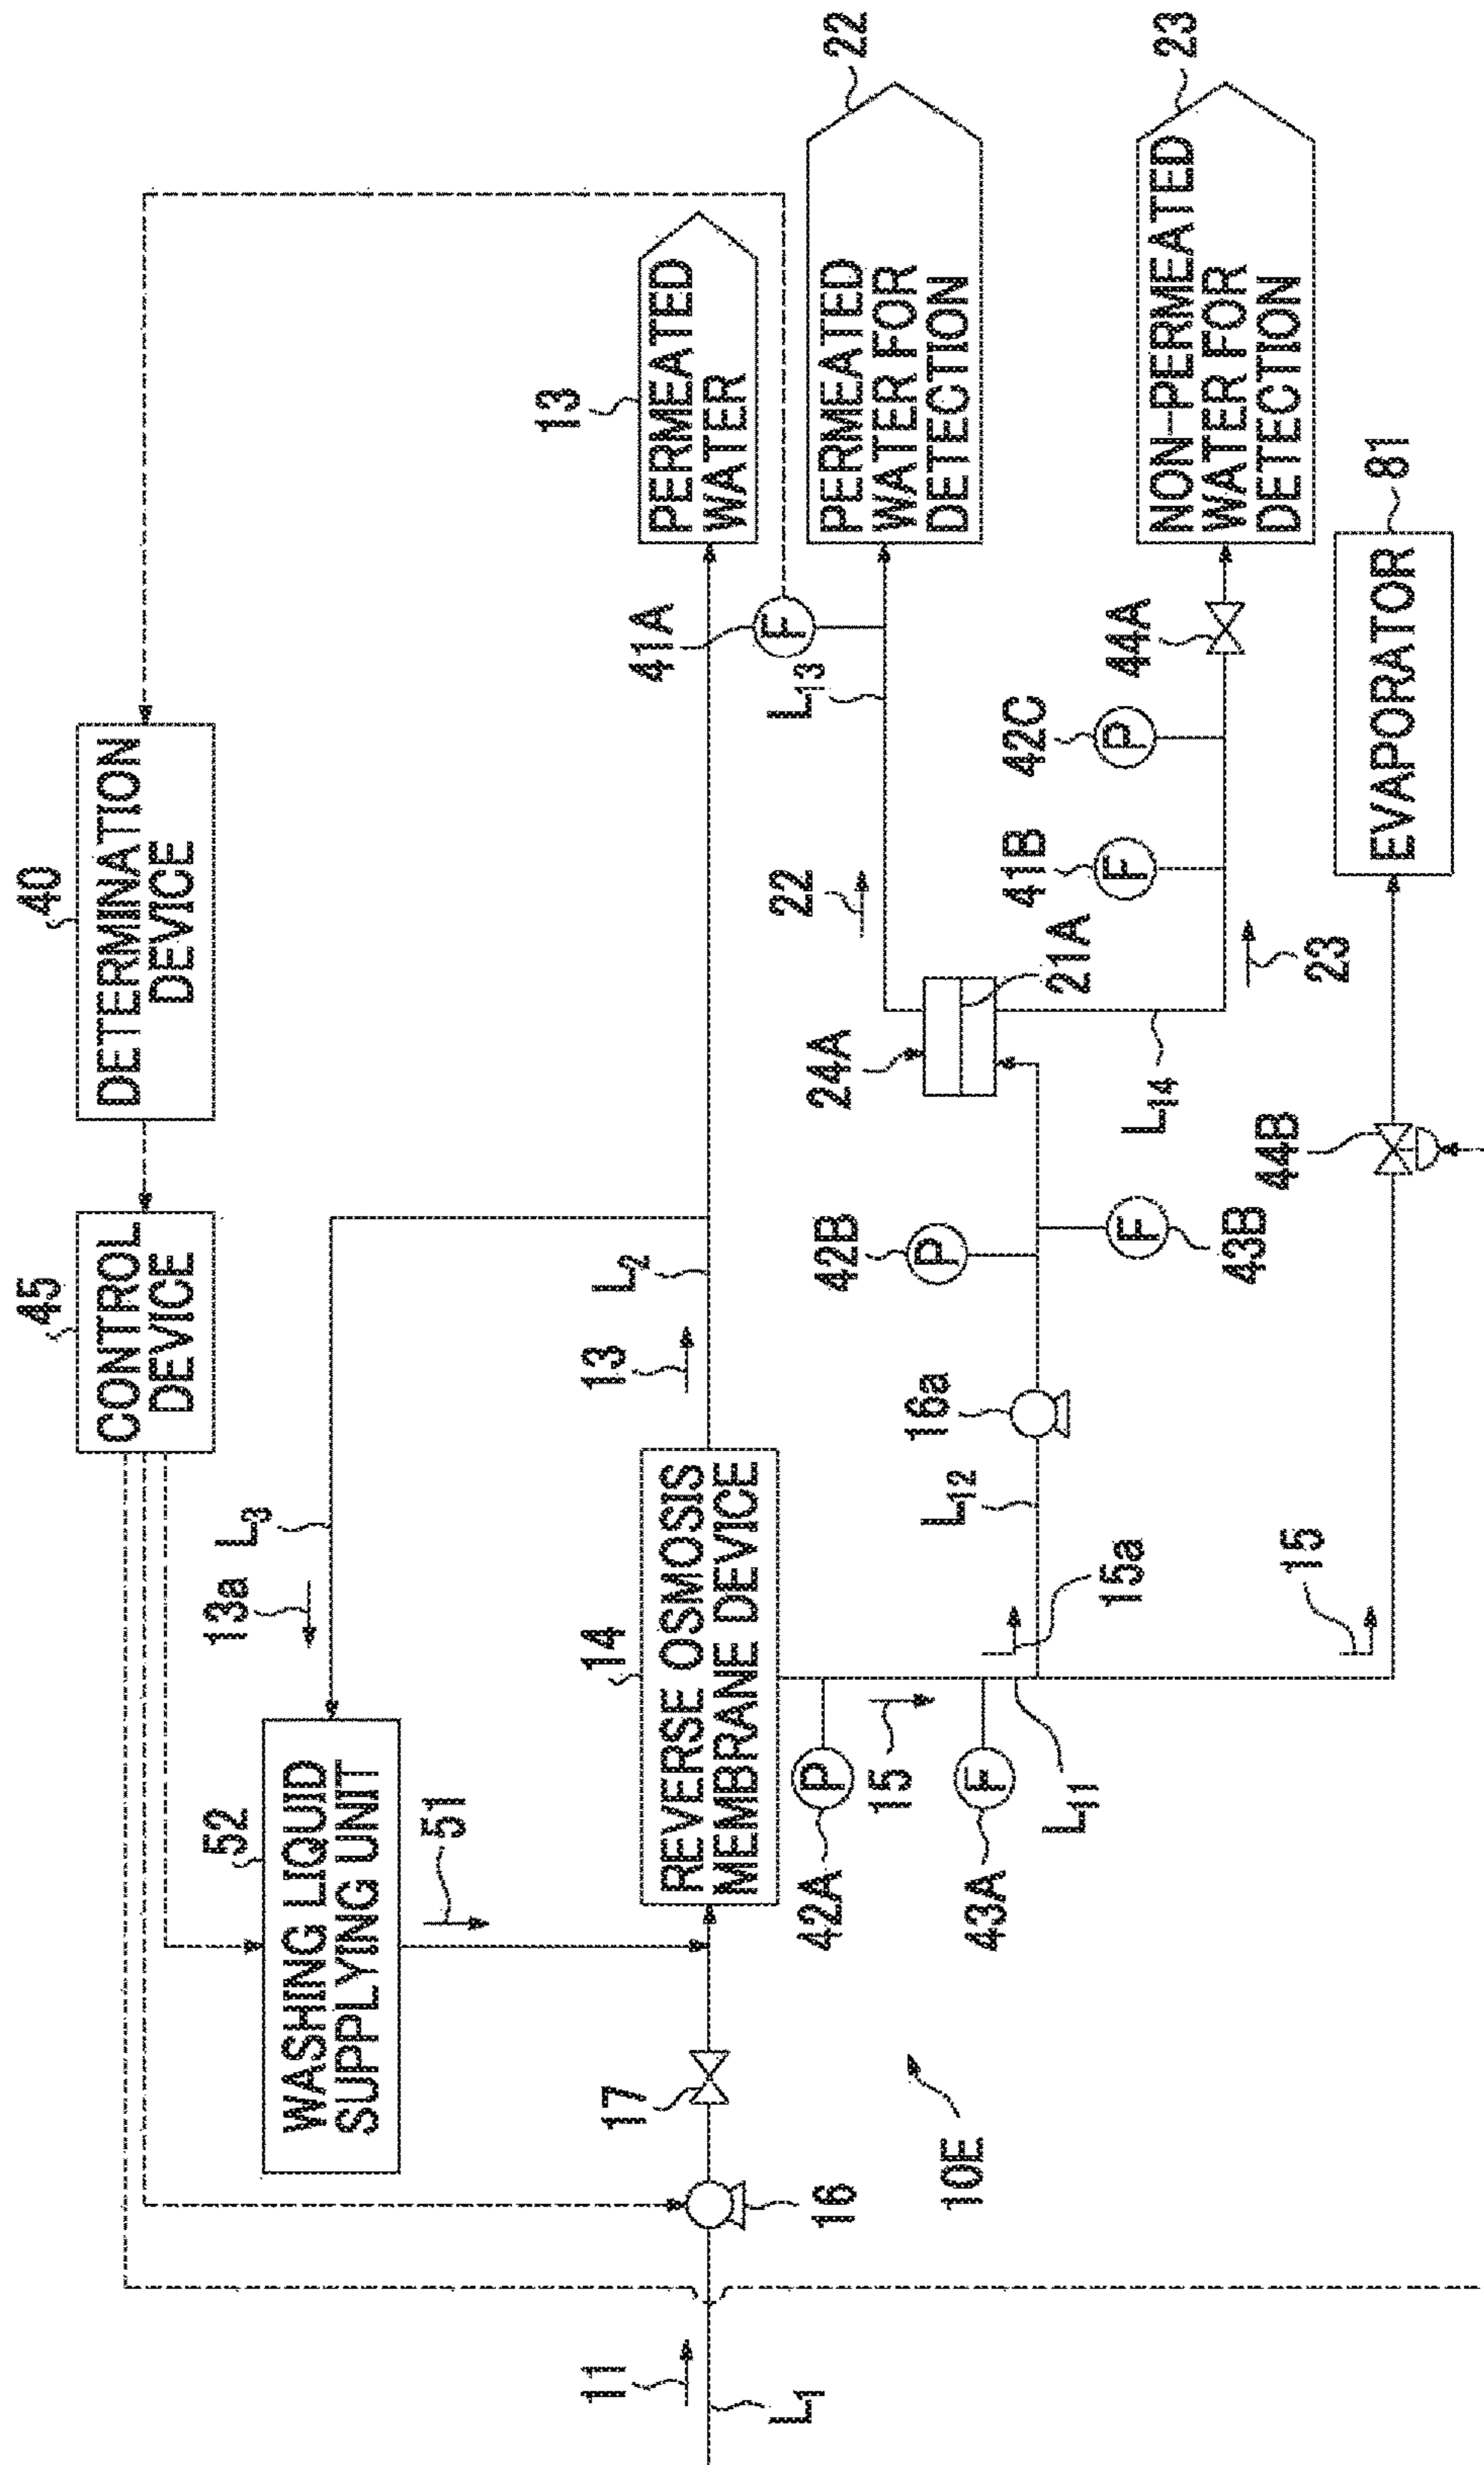 40
DETERMINATION
DEVICE
45
CONTROL
DEVICE
L3
13a
52
WASHING LIQUID
SUPPLYING UNIT
51
13
PERMEATED
WATER
41A
F
L2
13
14
REVERSE OSMOSIS
MEMBRANE DEVICE
17
16
11
L1
22
PERMEATED
WATER FOR
DETECTION
L13
22
24A
21A
42B
P
16a
L12
15a
42A
P
15
43A
F
L11
10E
23
NON-PERMEATED
WATER FOR
DETECTION
44A
42C
P
41B
F
23
L14
43B
F
15
44B
EVAPORATOR
81